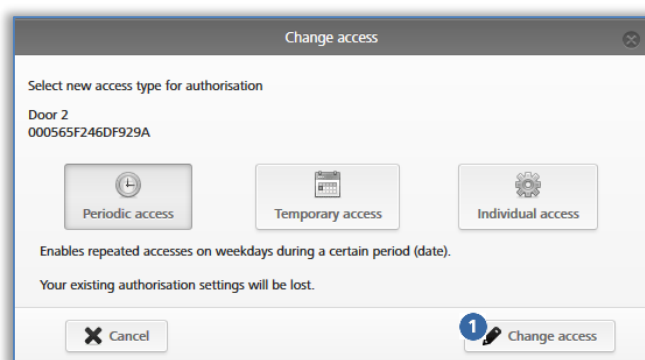 Change access
Select new access type for authorisation
Door 2
000565F246DF929A
Periodic access
Temporary access
Individual access
Enables repeated accesses on weekdays during a certain period (date).
Your existing authorisation settings will be lost.
Cancel
1
Change access